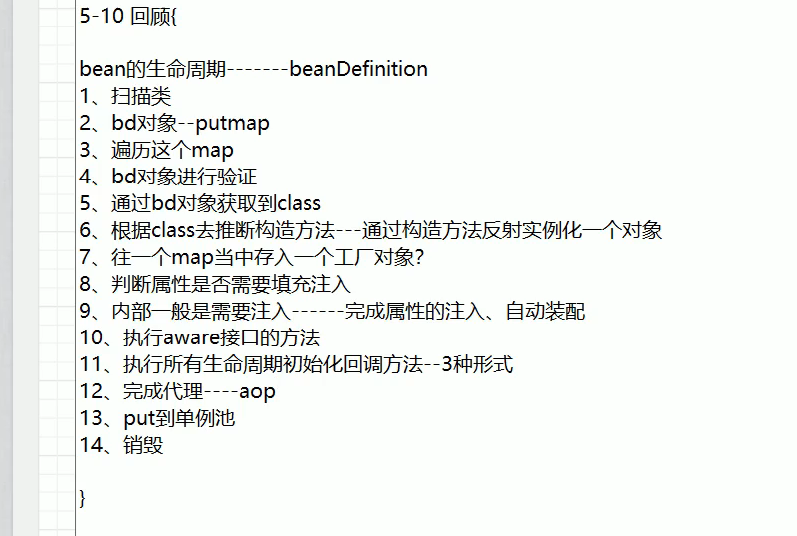 5-10 回顾{
bean的生命周期-------beanDefinition
1、扫描类
2、bd对象--putmap
3、遍历这个map
4、bd对象进行验证
5、通过bd对象获取到class
6、根据class去推断构造方法---通过构造方法反射实例化一个对象
7、往一个map当中存入一个工厂对象?
8、判断属性是否需要填充注入
9、内部一般是需要注入------完成属性的注入、自动装配
10、执行aware接口的方法
11、执行所有生命周期初始化回调方法--3种形式
12、完成代理----aop
13、put到单例池
14、销毁
}